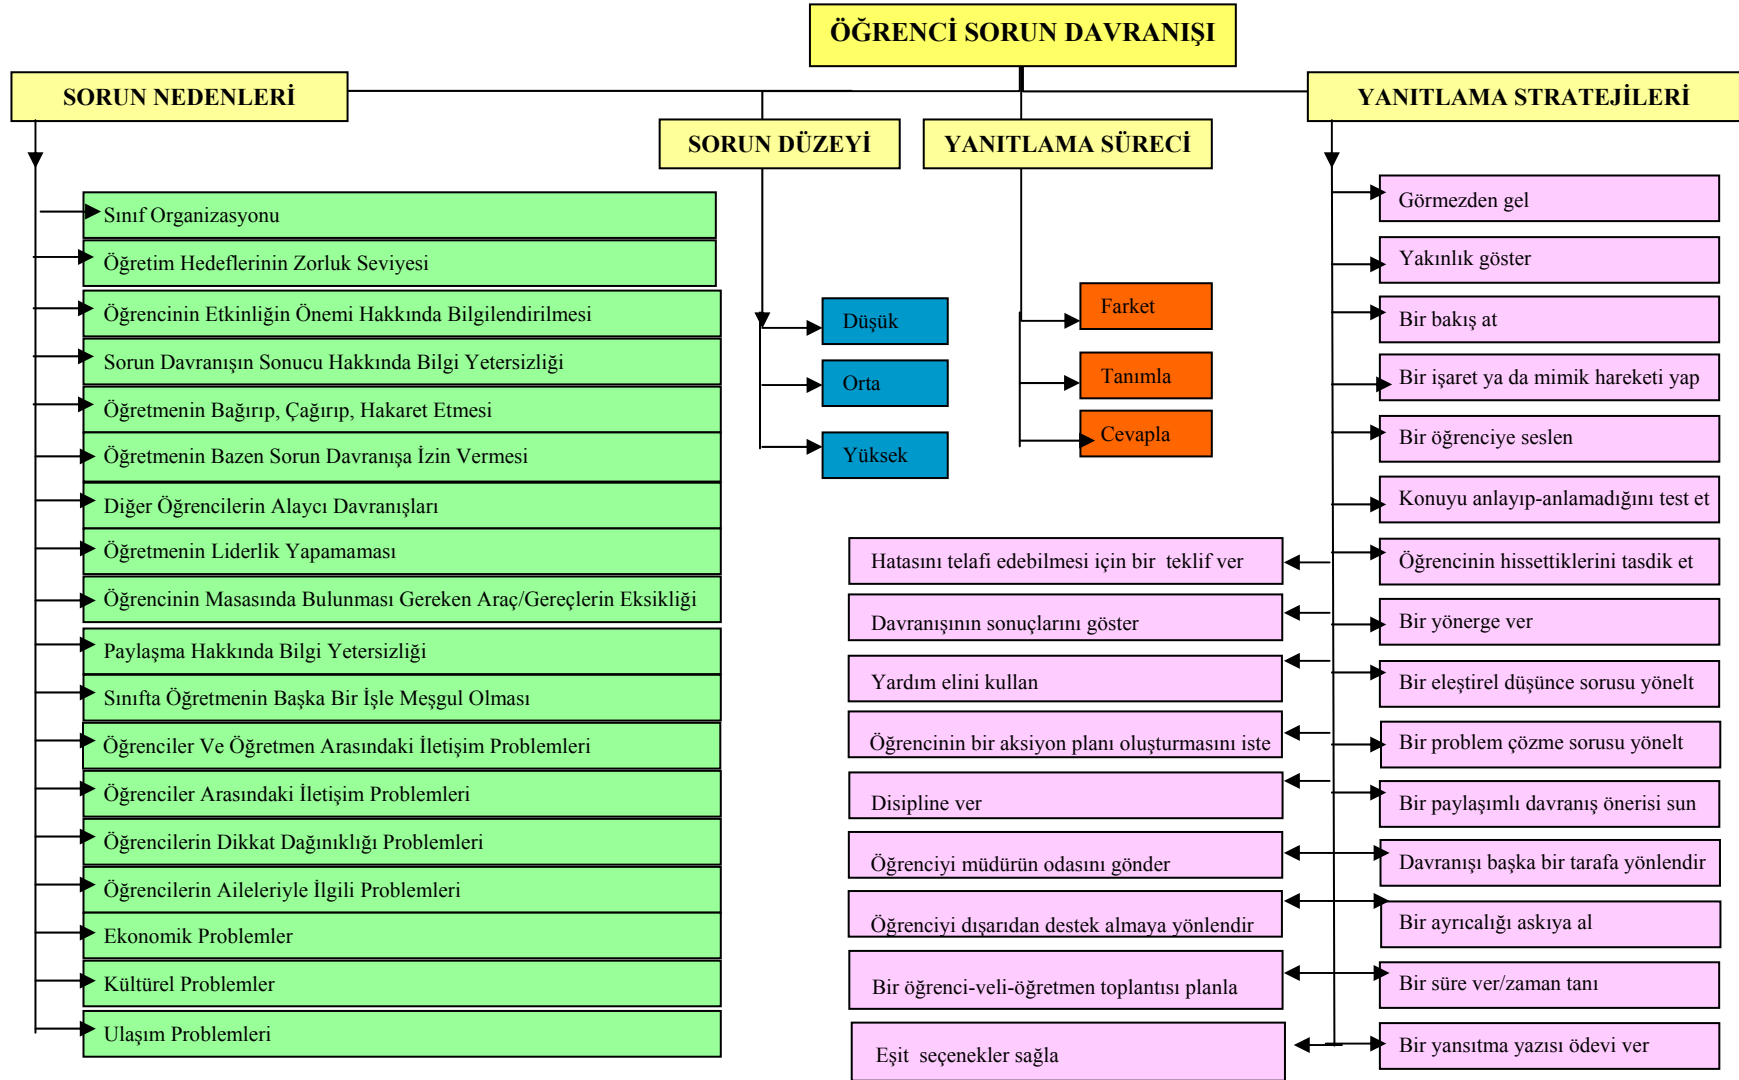 ÖĞRENCİ SORUN DAVRANIŞI
SORUN NEDENLERİ
Sınıf Organizasyonu
Öğretim Hedeflerinin Zorluk Seviyesi
Öğrencinin Etkinliğin Önemi Hakkında Bilgilendirilmesi
Sorun Davranışın Sonucu Hakkında Bilgi Yetersizliği
Öğretmenin Bağırıp, Çağırıp, Hakaret Etmesi
Öğretmenin Bazen Sorun Davranışa İzin Vermesi
Diğer Öğrencilerin Alaycı Davranışları
Öğretmenin Liderlik Yapamaması
Öğrencinin Masasında Bulunması Gereken Araç/Gereçlerin Eksikliği
Paylaşma Hakkında Bilgi Yetersizliği
Sınıfta Öğretmenin Başka Bir İşle Meşgul Olması
Öğrenciler Ve Öğretmen Arasındaki İletişim Problemleri
Öğrenciler Arasındaki İletişim Problemleri
Öğrencilerin Dikkat Dağınıklığı Problemleri
Öğrencilerin Aileleriyle İlgili Problemleri
Ekonomik Problemler
Kültürel Problemler
Ulaşım Problemleri
SORUN DÜZEYİ
Düşük
Orta
Yüksek
YANITLAMA SÜRECİ
Farket
Tanımla
Cevapla
YANITLAMA STRATEJİLERİ
Görmezden gel
Yakınlık göster
Bir bakış at
Bir işaret ya da mimik hareketi yap
Bir öğrenciye seslen
Konuyu anlayıp-anlamadığını test et
Öğrencinin hissettiklerini tasdik et
Bir yönerge ver
Bir eleştirel düşünce sorusu yönelt
Bir problem çözme sorusu yönelt
Bir paylaşımlı davranış önerisi sun
Davranışı başka bir tarafa yönlendir
Bir ayrıcalığı askıya al
Bir süre ver/zaman tanı
Bir yansıtma yazısı ödevi ver
Hatasını telafi edebilmesi için bir teklif ver
Davranışının sonuçlarını göster
Yardım elini kullan
Öğrencinin bir aksiyon planı oluşturmasını iste
Disipline ver
Öğrenciyi müdürün odasını gönder
Öğrenciyi dışarıdan destek almaya yönlendir
Bir öğrenci-veli-öğretmen toplantısı planla
Eşit seçenekler sağla